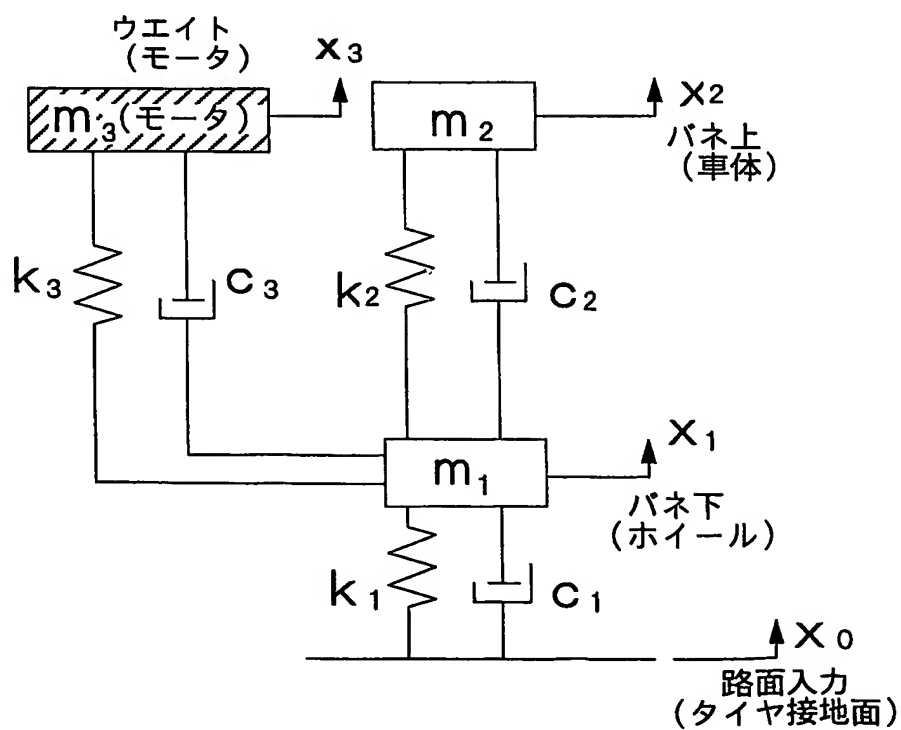 ウエイト
(モータ)
x3
m3(モータ)
m2
x2
バネ上
(車体)
k3
c3
k2
c2
x1
m1
バネ下
(ホイール)
k1
c1
x0
路面入力
(タイヤ接地面)